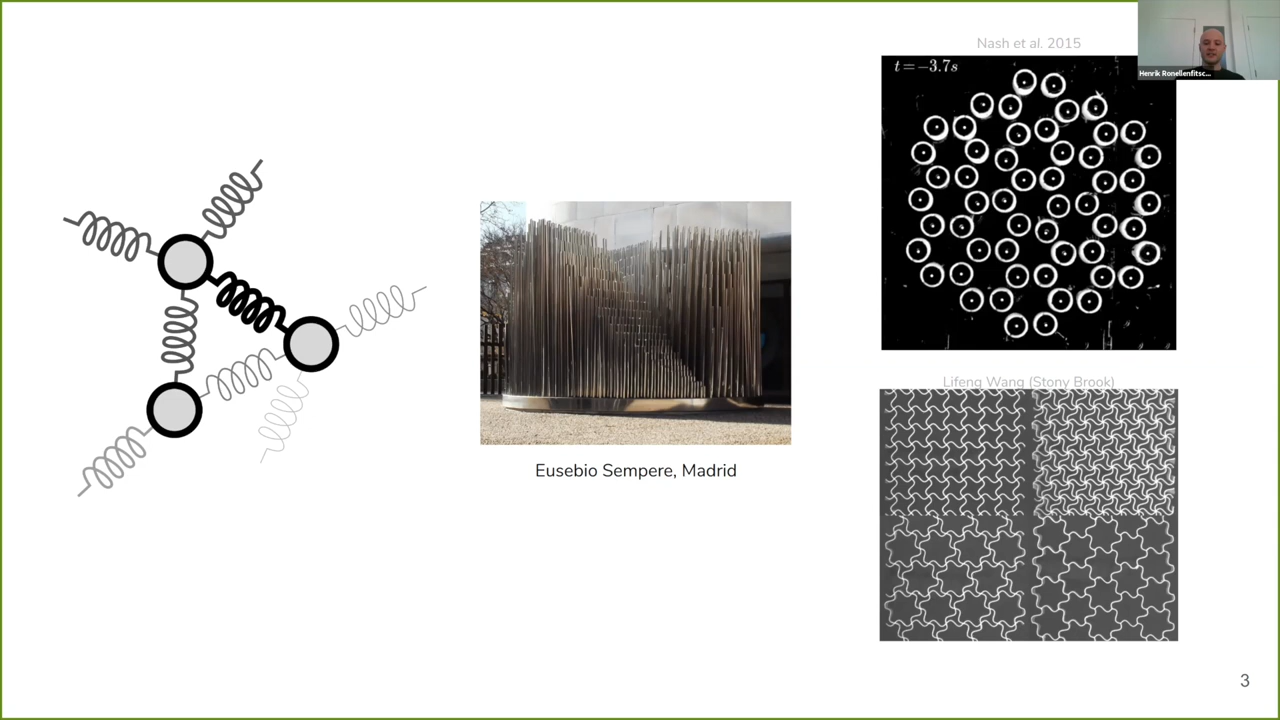 Nash et al. 2015
t=−3.7s
Henrik Ronellenfitsc...
Eusebio Sempere, Madrid
Lifeng Wang (Stony Brook)
3